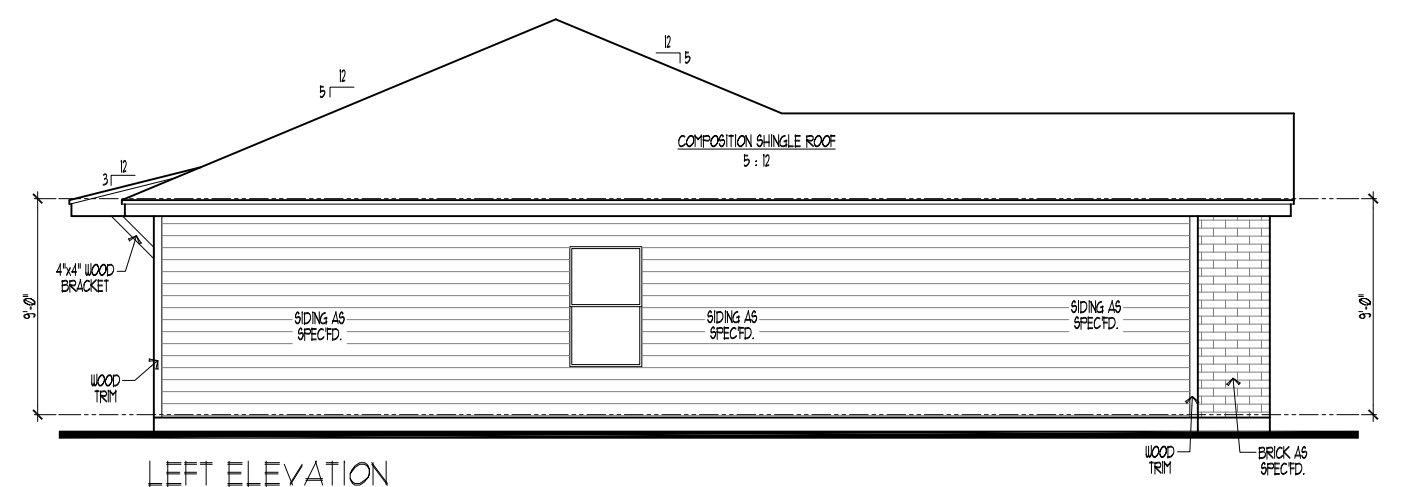 12
5
12
5
COMPOSITION SHINGLE ROOF
5 : 12
12
3
4"x4" WOOD
BRACKET
9'-0"
9'-0"
SIDING AS
SPEC'FD.
SIDING AS
SPEC'FD.
SIDING AS
SPEC'FD.
WOOD
TRIM
WOOD
TRIM
BRICK AS
SPEC'FD.
LEFT ELEVATION